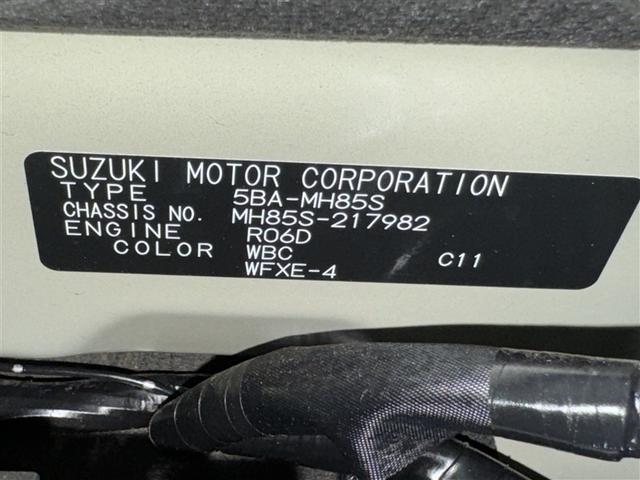 SUZUKI MOTOR CORPORATION
TYPE 5BA-MH85S
CHASSIS NO. MH85S-217982
ENGINE R06D
COLOR WBC C11
WFXE-4